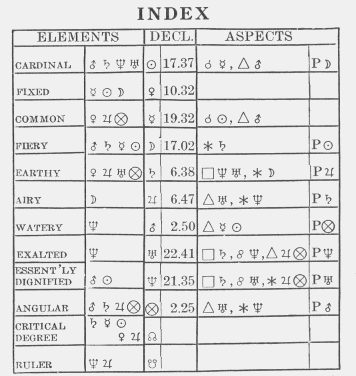 INDEX
ELEMENTS DECL. ASPECTS
CARDINAL ♂ ♄ ♆ ♅ ☉ 17.37 ☌ ☿, △ ♂ P ☽
FIXED ☿ ☉ ☽ ♀ 10.32
COMMON ♀ ♃ ⊗ ☿ 19.32 ☌ ☉, △ ♂
FIERY ♂ ♄ ☿ ☉ ☽ 17.02 ⚹ ♄ P ☉
EARTHY ♀ ♃ ♅ ⊗ ♄ 6.38 □ ♆ ♅, ⚹ ☽ P ♃
AIRY ☽ ♃ 6.47 △ ♅, ⚹ ♆ P ♄
WATERY ♆ ♂ 2.50 △ ☿ ☉ P ⊗
EXALTED ♆ ♅ 22.41 □ ♄, ☍ ♆, △ ♃ ⊗ P ♆
ESSENT'LY
DIGNIFIED ♂ ☉ ♆ 21.35 □ ♄, ☍ ♅, ⚹ ♃ ⊗ P ♅
ANGULAR ♂ ♄ ♃ ⊗ ⊗ 2.25 △ ♅, ⚹ ♆ P ♂
CRITICAL ♄ ☿ ☉
DEGREE ♀ ♃ ☊
RULER ♆ ♃ ☋